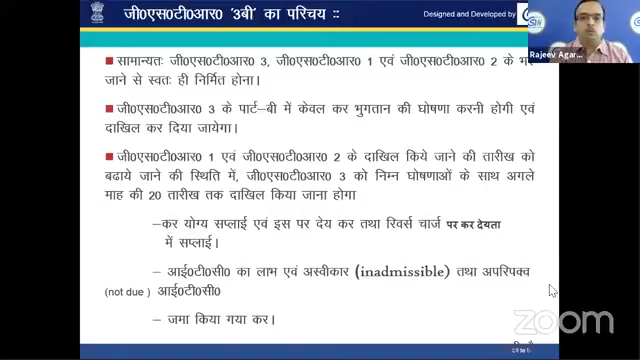 जी0एस0टी0आर0 '3बी' का परिचय ::
Designed and Developed by
Rajeev Agar...
सामान्यतः जी0एस0टी0आर0 3, जी0एस0टी0आर0 1 एवं जी0एस0टी0आर0 2 के भरे
जाने से स्वतः ही निर्मित होना।
जी0एस0टी0आर0 3 के पार्ट–बी में केवल कर भुगतान की घोषणा करनी होगी एवं
दाखिल कर दिया जायेगा।
जी0एस0टी0आर0 1 एवं जी0एस0टी0आर0 2 के दाखिल किये जाने की तारीख को
बढाये जाने की स्थिति में, जी0एस0टी0आर0 3 को निम्न घोषणाओं के साथ अगले
माह की 20 तारीख तक दाखिल किया जाना होगा
–कर योग्य सप्लाई एवं इस पर देय कर तथा रिवर्स चार्ज पर कर देयता
में सप्लाई।
– आई0टी0सी0 का लाभ एवं अस्वीकार (inadmissible) तथा अपरिपक्व
(not due ) आई0टी0सी0
– जमा किया गया कर।
zoom